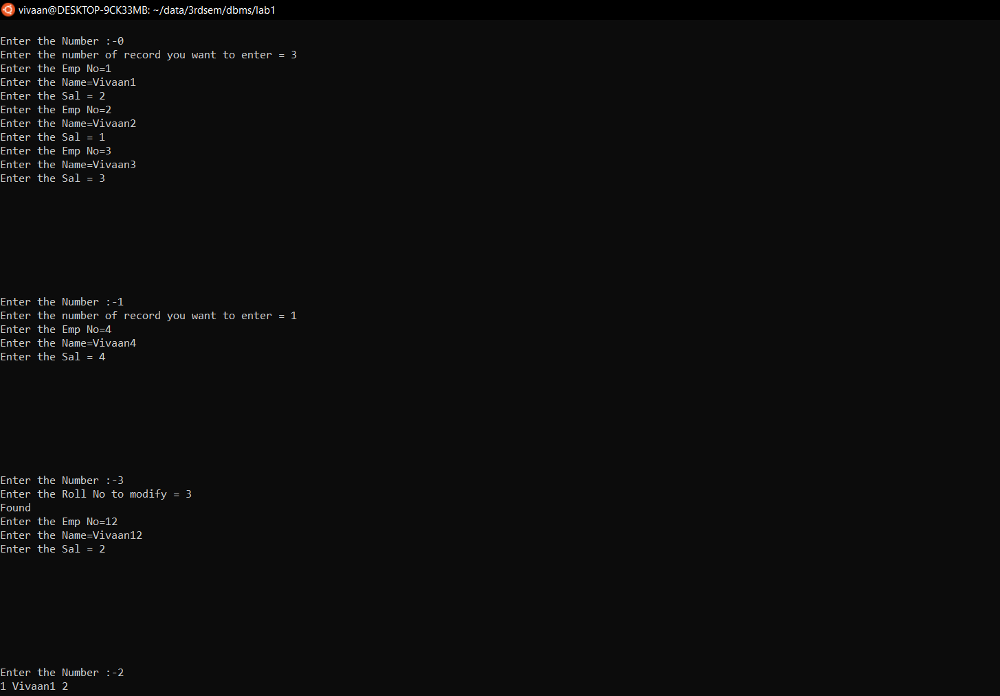 vivaan@DESKTOP-9CK33MB: ~/data/3rdsem/dbms/lab1
Enter the Number :-0
Enter the number of record you want to enter = 3
Enter the Emp No=1
Enter the Name=Vivaan1
Enter the Sal = 2
Enter the Emp No=2
Enter the Name=Vivaan2
Enter the Sal = 1
Enter the Emp No=3
Enter the Name=Vivaan3
Enter the Sal = 3
Enter the Number :-1
Enter the number of record you want to enter = 1
Enter the Emp No=4
Enter the Name=Vivaan4
Enter the Sal = 4
Enter the Number :-3
Enter the Roll No to modify = 3
Found
Enter the Emp No=12
Enter the Name=Vivaan12
Enter the Sal = 2
Enter the Number :-2
1 Vivaan1 2